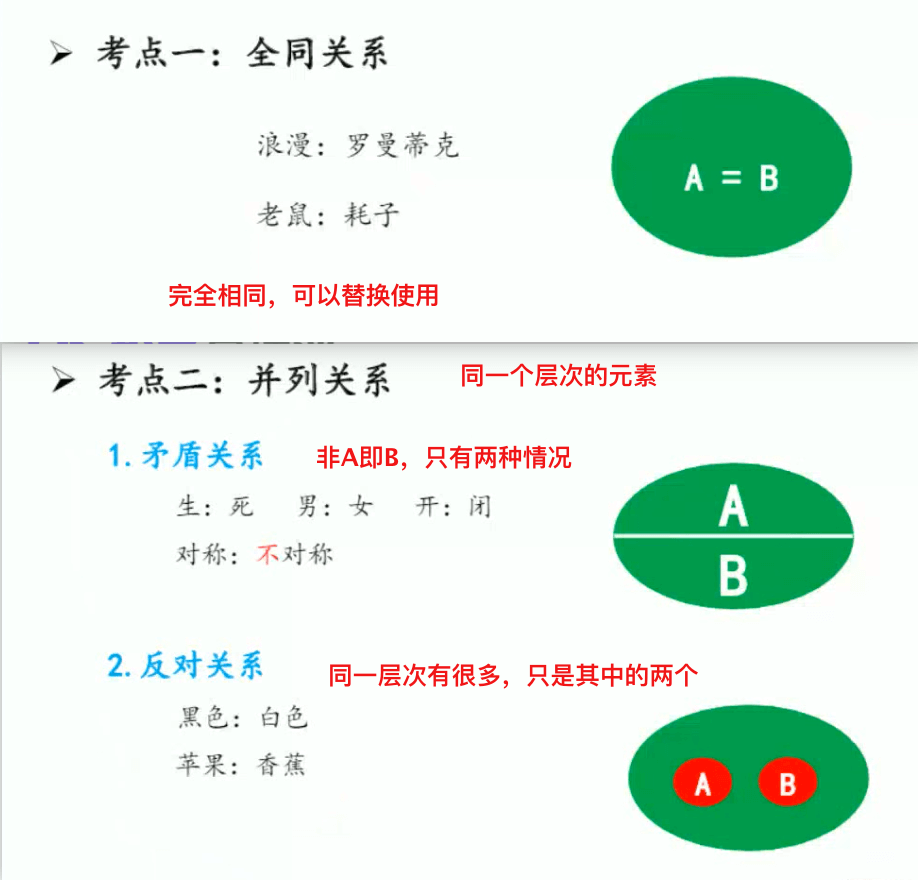 ➢ 考点一：全同关系
浪漫：罗曼蒂克
老鼠：耗子
A = B
完全相同，可以替换使用
➢ 考点二：并列关系
同一个层次的元素
1.矛盾关系
非A即B，只有两种情况
生：死 男：女 开：闭
对称：不对称
A
B
2.反对关系
同一层次有很多，只是其中的两个
黑色：白色
苹果：香蕉
A B